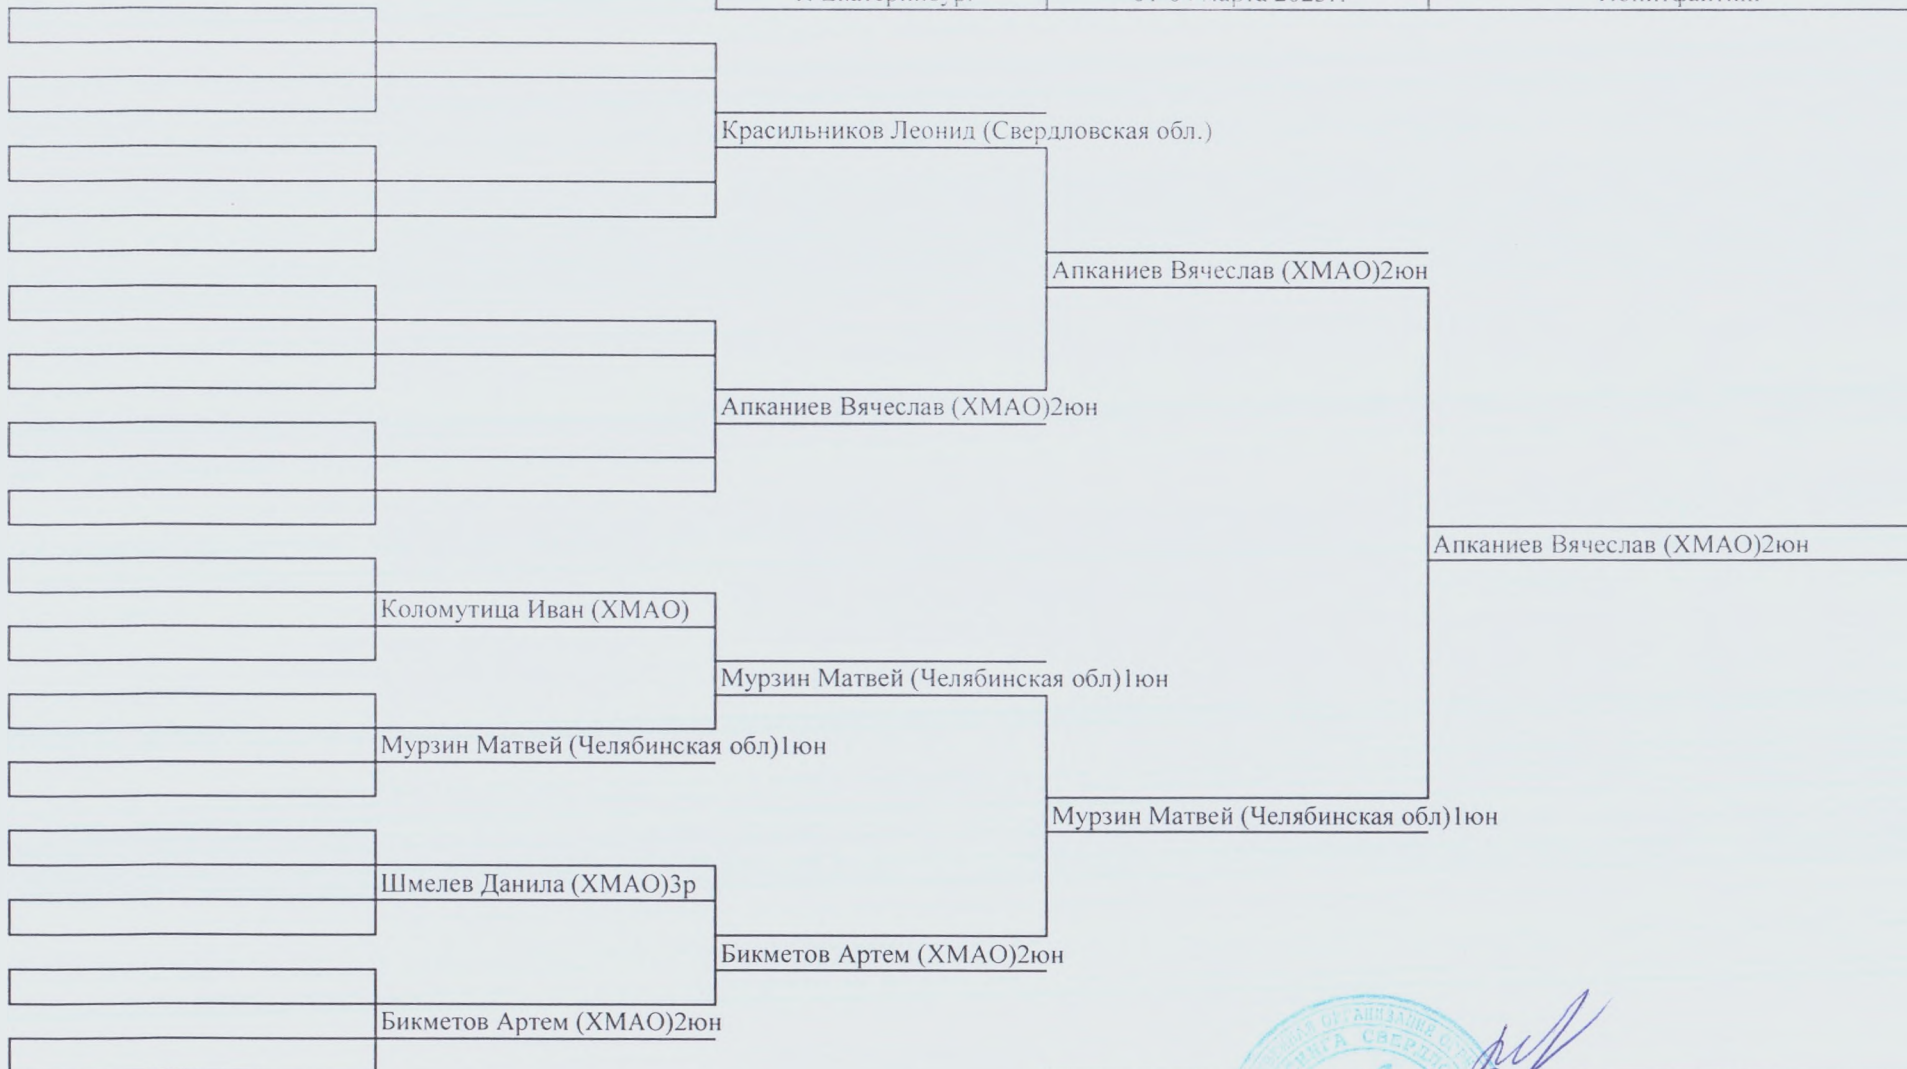 Красильников Леонид (Свердловская обл.)
Апканиев Вячеслав (ХМАО)2юн
Апканиев Вячеслав (ХМАО)2юн
Апканиев Вячеслав (ХМАО)2юн
Коломутица Иван (ХМАО)
Мурзин Матвей (Челябинская обл)1юн
Мурзин Матвей (Челябинская обл)1юн
Мурзин Матвей (Челябинская обл)1юн
Шмелев Данила (ХМАО)3р
Бикметов Артем (ХМАО)2юн
Бикметов Артем (ХМАО)2юн